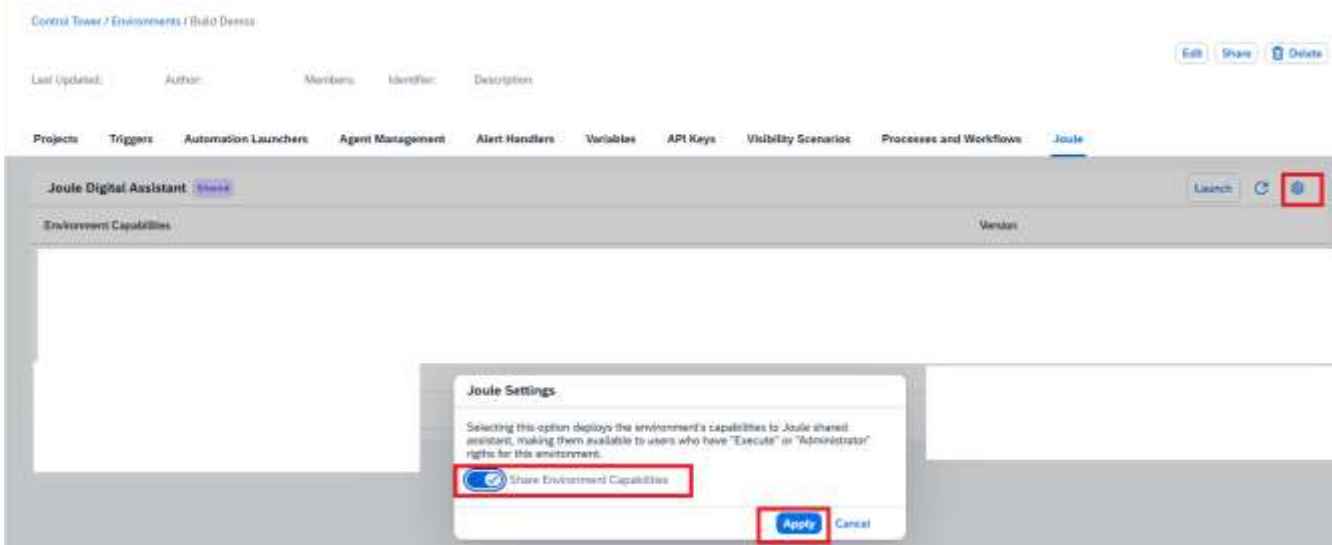 Control Tower / Environments / Build Demos
Edit Share Delete
Last Updated: Author: Members: Identifier: Description:
Projects Triggers Automation Launchers Agent Management Alert Handlers Variables API Keys Visibility Scenarios Processes and Workflows Joule
Joule Digital Assistant Shared Launch
Environment Capabilities Version
Joule Settings
Selecting this option deploys the environment's capabilities to Joule shared
assistant, making them available to users who have "Execute" or "Administrator"
rigths for this environment.
Share Environment Capabilities
Apply Cancel